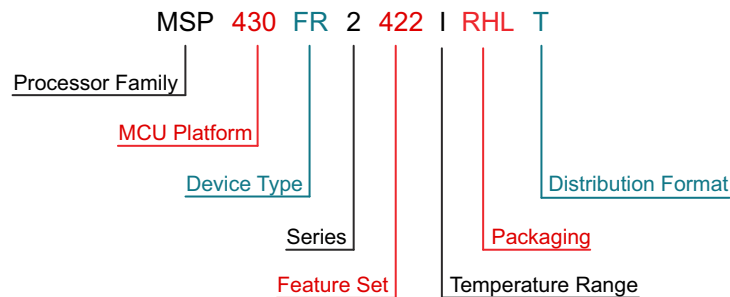 MSP 430 FR 2 422 I RHL T
Processor Family
MCU Platform
Device Type Distribution Format
Series Packaging
Feature Set Temperature Range